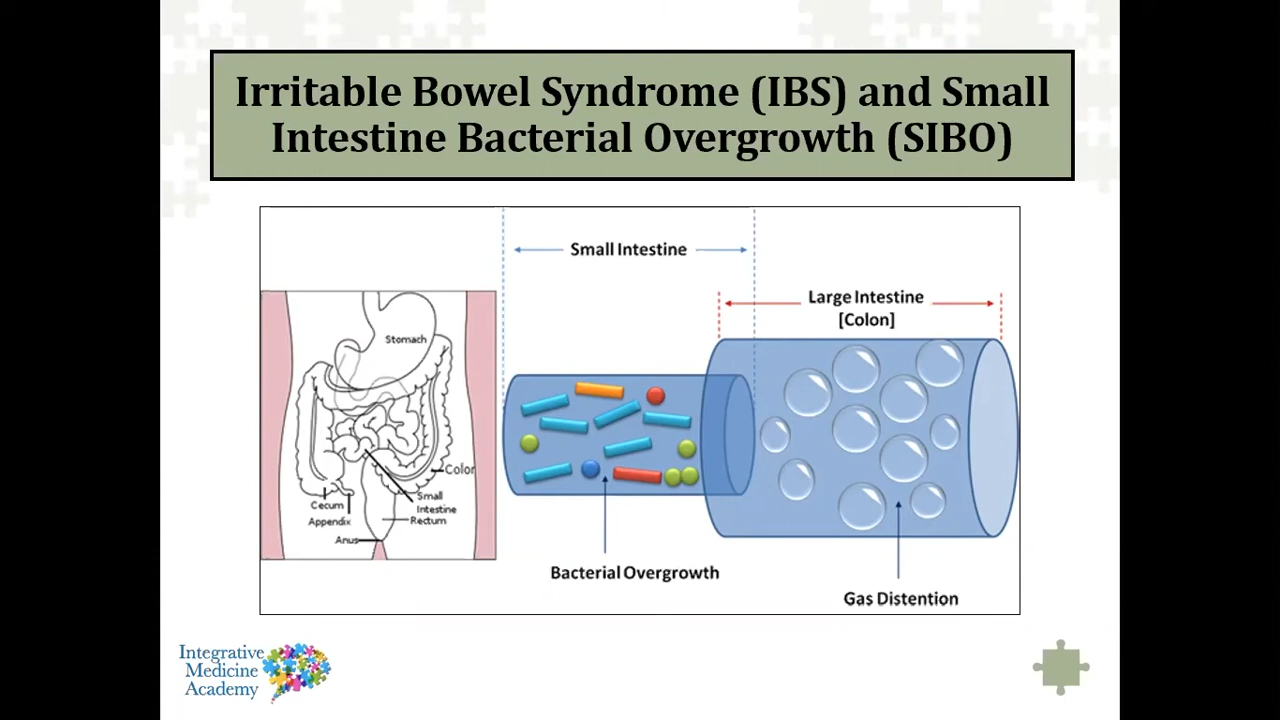 Irritable Bowel Syndrome (IBS) and Small
Intestine Bacterial Overgrowth (SIBO)
Small Intestine
Large Intestine
[Colon]
Stomach
Colon
Small
Intestine
Cecum
Rectum
Appendix
Anus
Bacterial Overgrowth
Gas Distention
Integrative
Medicine
Academy